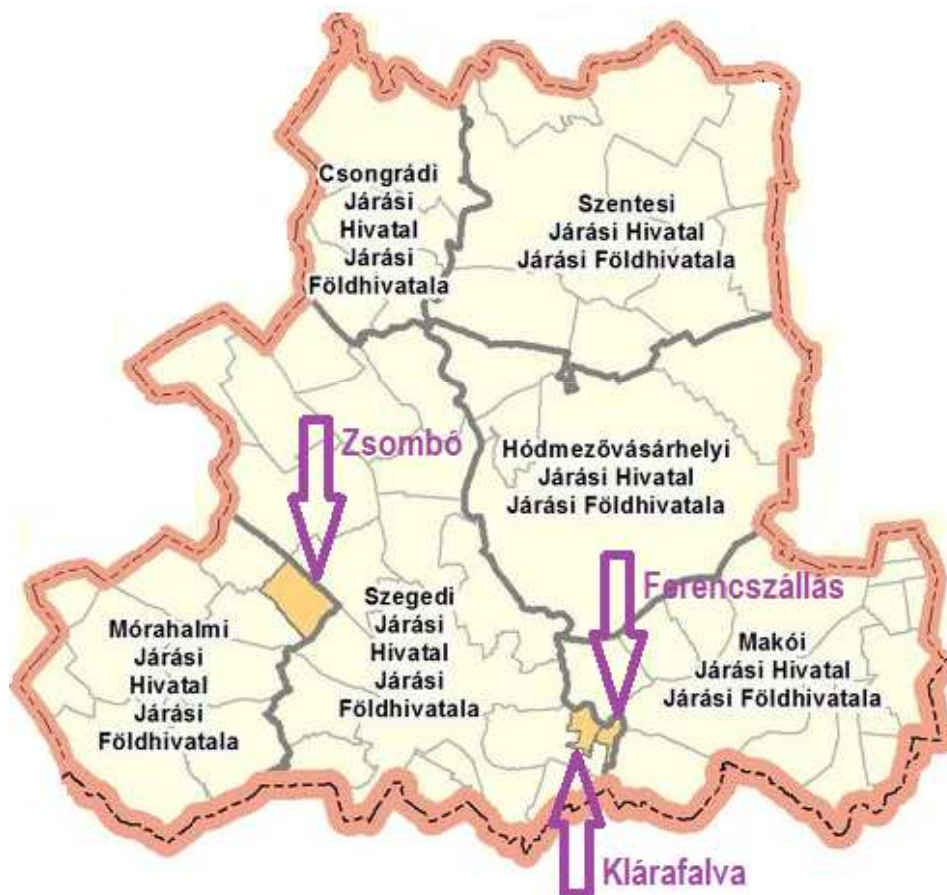 Csongrádi
Járási
Hivatal
Járási
Földhivatala
Szentesi
Járási Hivatal
Járási Földhivatala
Zsombó
Hódmezővásárhelyi
Járási Hivatal
Járási Földhivatala
Ferencszállás
Szegedi
Járási
Hivatal
Járási
Földhivatala
Mórahalmi
Járási
Hivatal
Járási
Földhivatala
Makói
Járási Hivatal
Járási Földhivatala
Klárafalva